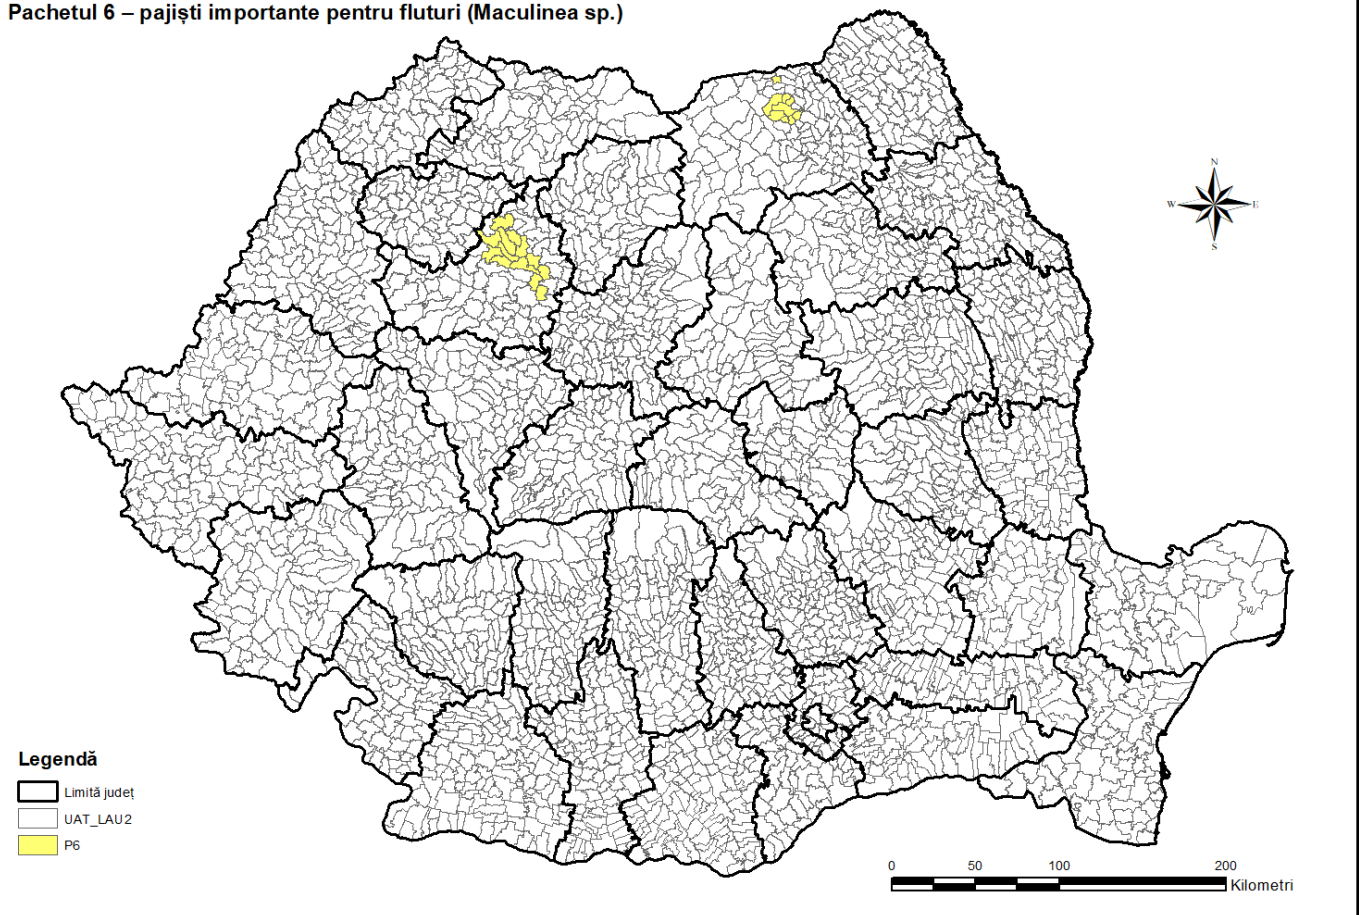 Pachetul 6 – pajiști importante pentru fluturi (Maculinea sp.)
N
W
E
S
Legendă
Limită județ
UAT_LAU2
P6
0 50 100 200
Kilometri